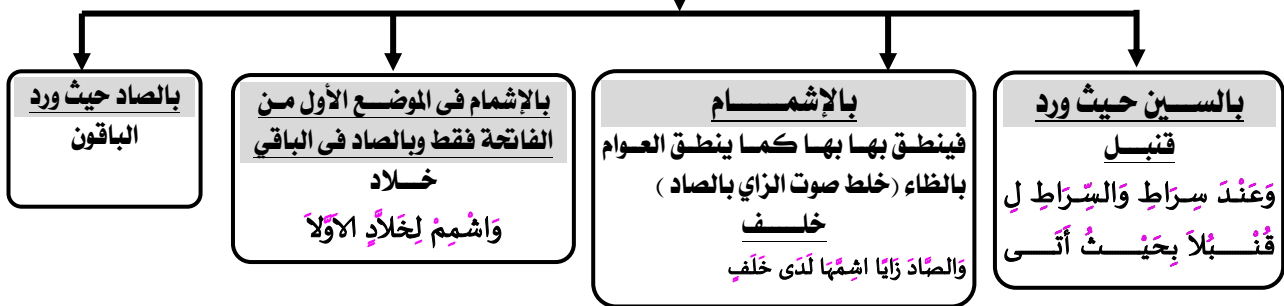 بالسين حيث ورد
قنبل
وَعَنْدَ سِرَاطِ وَالسِّرَاطِ لِ
قُنْبُلاَ بِحَيْثُ أَتَى
بالإشمام
فينطق بها بها كما ينطق العوام
بالظاء (خلط صوت الزاي بالصاد )
خلف
وَالصَّادَ زَايًا اشِمَّهَا لَدَى خَلَفٍ
بالإشمام فى الموضع الأول من
الفاتحة فقط وبالصاد فى الباقي
خلاد
وَاشْمِمْ لِخَلاَّدٍ الاَوَّلاَ
بالصاد حيث ورد
الباقون